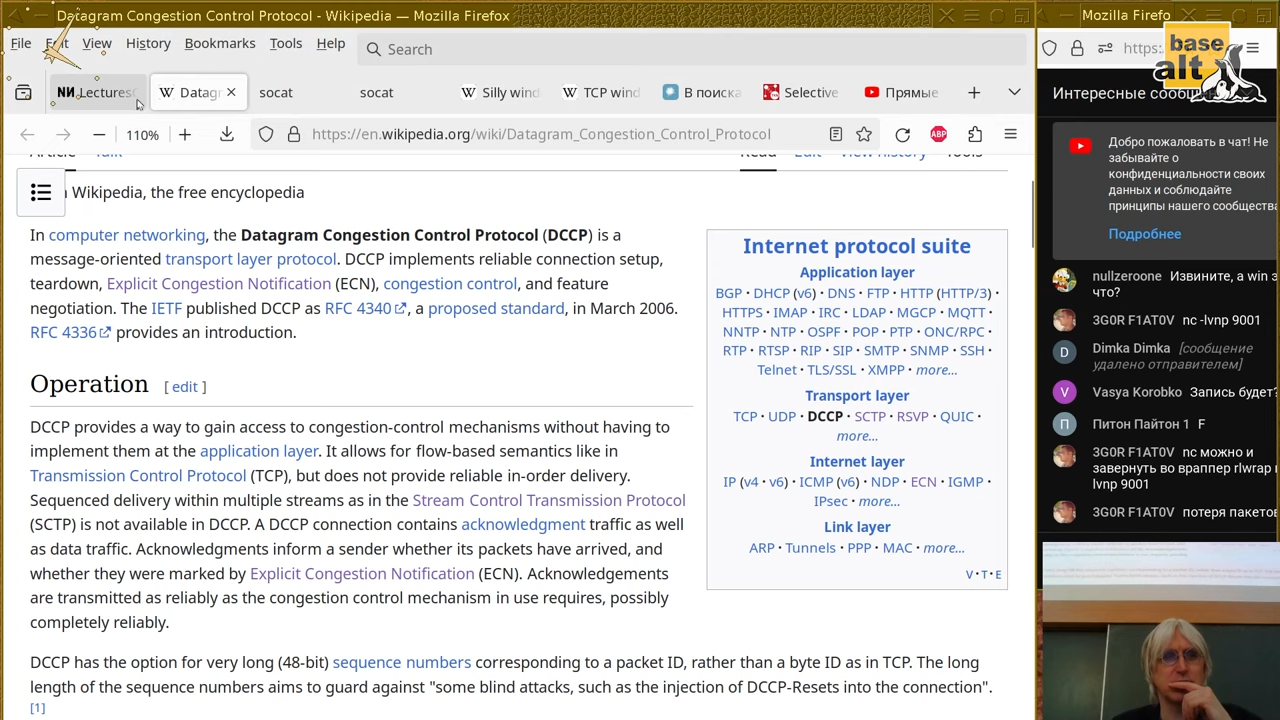 Datagram Congestion Control Protocol - Wikipedia — Mozilla Firefox
File Edit View History Bookmarks Tools Help
Search
Lectures
Datagr
socat
socat
Silly wind
TCP wind
В поиска
Selective
Прямые
110%
https://en.wikipedia.org/wiki/Datagram_Congestion_Control_Protocol
ABP
Article Talk
Read Edit View history Tools
Wikipedia, the free encyclopedia
In computer networking, the Datagram Congestion Control Protocol (DCCP) is a
message-oriented transport layer protocol. DCCP implements reliable connection setup,
teardown, Explicit Congestion Notification (ECN), congestion control, and feature
negotiation. The IETF published DCCP as RFC 4340, a proposed standard, in March 2006.
RFC 4336 provides an introduction.
Operation [ edit ]
DCCP provides a way to gain access to congestion-control mechanisms without having to
implement them at the application layer. It allows for flow-based semantics like in
Transmission Control Protocol (TCP), but does not provide reliable in-order delivery.
Sequenced delivery within multiple streams as in the Stream Control Transmission Protocol
(SCTP) is not available in DCCP. A DCCP connection contains acknowledgment traffic as well
as data traffic. Acknowledgments inform a sender whether its packets have arrived, and
whether they were marked by Explicit Congestion Notification (ECN). Acknowledgements
are transmitted as reliably as the congestion control mechanism in use requires, possibly
completely reliably.
DCCP has the option for very long (48-bit) sequence numbers corresponding to a packet ID, rather than a byte ID as in TCP. The long
length of the sequence numbers aims to guard against "some blind attacks, such as the injection of DCCP-Resets into the connection".
[1]
Internet protocol suite
Application layer
BGP · DHCP (v6) · DNS · FTP · HTTP (HTTP/3) ·
HTTPS · IMAP · IRC · LDAP · MGCP · MQTT ·
NNTP · NTP · OSPF · POP · PTP · ONC/RPC ·
RTP · RTSP · RIP · SIP · SMTP · SNMP · SSH ·
Telnet · TLS/SSL · XMPP · more...
Transport layer
TCP · UDP · DCCP · SCTP · RSVP · QUIC ·
more...
Internet layer
IP (v4 · v6) · ICMP (v6) · NDP · ECN · IGMP ·
IPsec · more...
Link layer
ARP · Tunnels · PPP · MAC · more...
V · T · E
Mozilla Firefo
https:
base
alt
Интересные сообщ
Добро пожаловать в чат! Не
забывайте о
конфиденциальности своих
данных и соблюдайте
принципы нашего сообщества
Подробнее
nullzeroone Извините, а win з
что?
3G0R F1AT0V nc -lvnp 9001
D Dimka Dimka [сообщение
удалено отправителем]
V Vasya Korobko Запись будет?
П Питон Пайтон 1 F
3G0R F1AT0V nc можно и
завернуть во враппер rlwrap
lvnp 9001
3G0R F1AT0V потеря пакетов